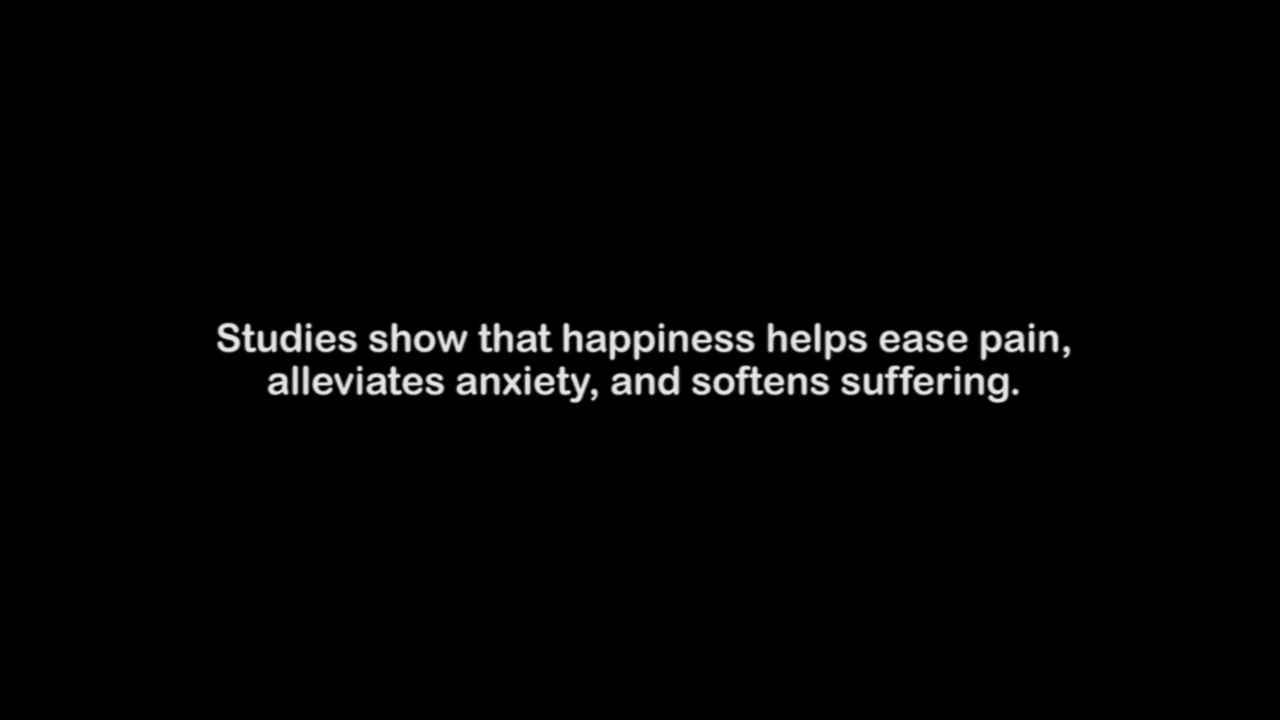 Studies show that happiness helps ease pain,
alleviates anxiety, and softens suffering.